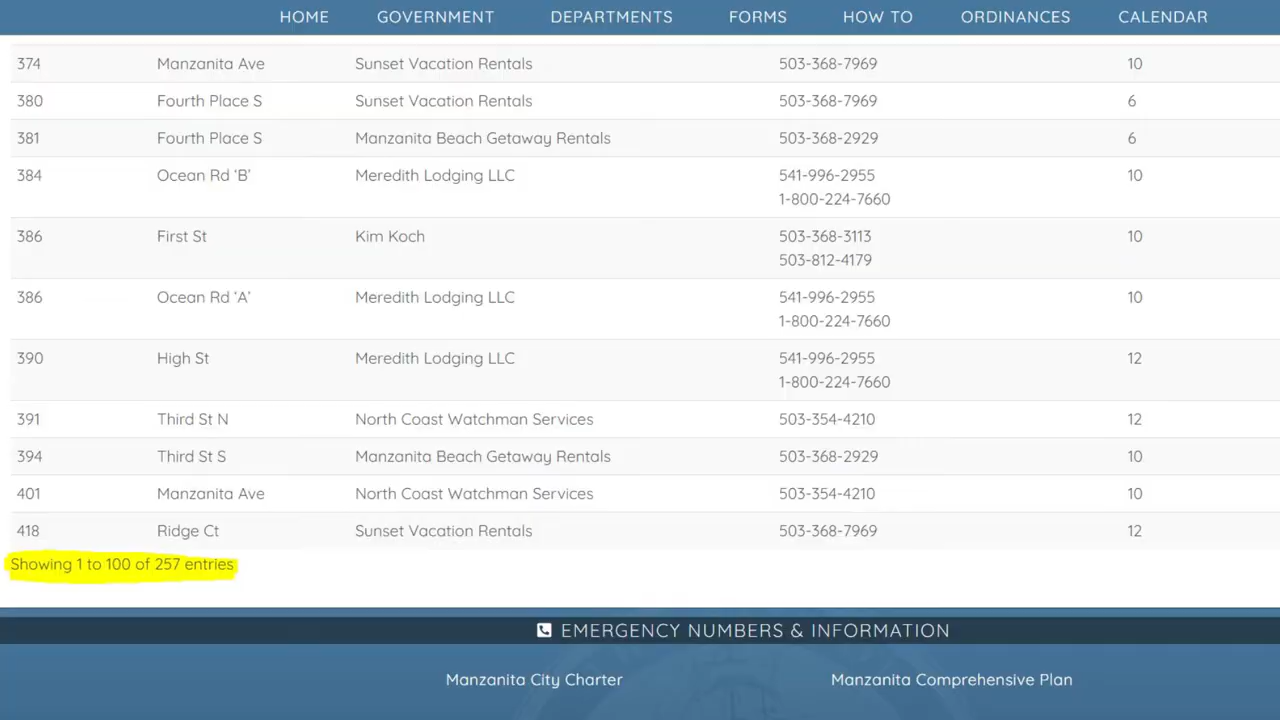 HOME GOVERNMENT DEPARTMENTS FORMS HOW TO ORDINANCES CALENDAR
374 Manzanita Ave Sunset Vacation Rentals 503-368-7969 10
380 Fourth Place S Sunset Vacation Rentals 503-368-7969 6
381 Fourth Place S Manzanita Beach Getaway Rentals 503-368-2929 6
384 Ocean Rd ‘B’ Meredith Lodging LLC 541-996-2955 10
1-800-224-7660
386 First St Kim Koch 503-368-3113 10
503-812-4179
386 Ocean Rd ‘A’ Meredith Lodging LLC 541-996-2955 10
1-800-224-7660
390 High St Meredith Lodging LLC 541-996-2955 12
1-800-224-7660
391 Third St N North Coast Watchman Services 503-354-4210 12
394 Third St S Manzanita Beach Getaway Rentals 503-368-2929 10
401 Manzanita Ave North Coast Watchman Services 503-354-4210 10
418 Ridge Ct Sunset Vacation Rentals 503-368-7969 12
Showing 1 to 100 of 257 entries
EMERGENCY NUMBERS & INFORMATION
Manzanita City Charter Manzanita Comprehensive Plan